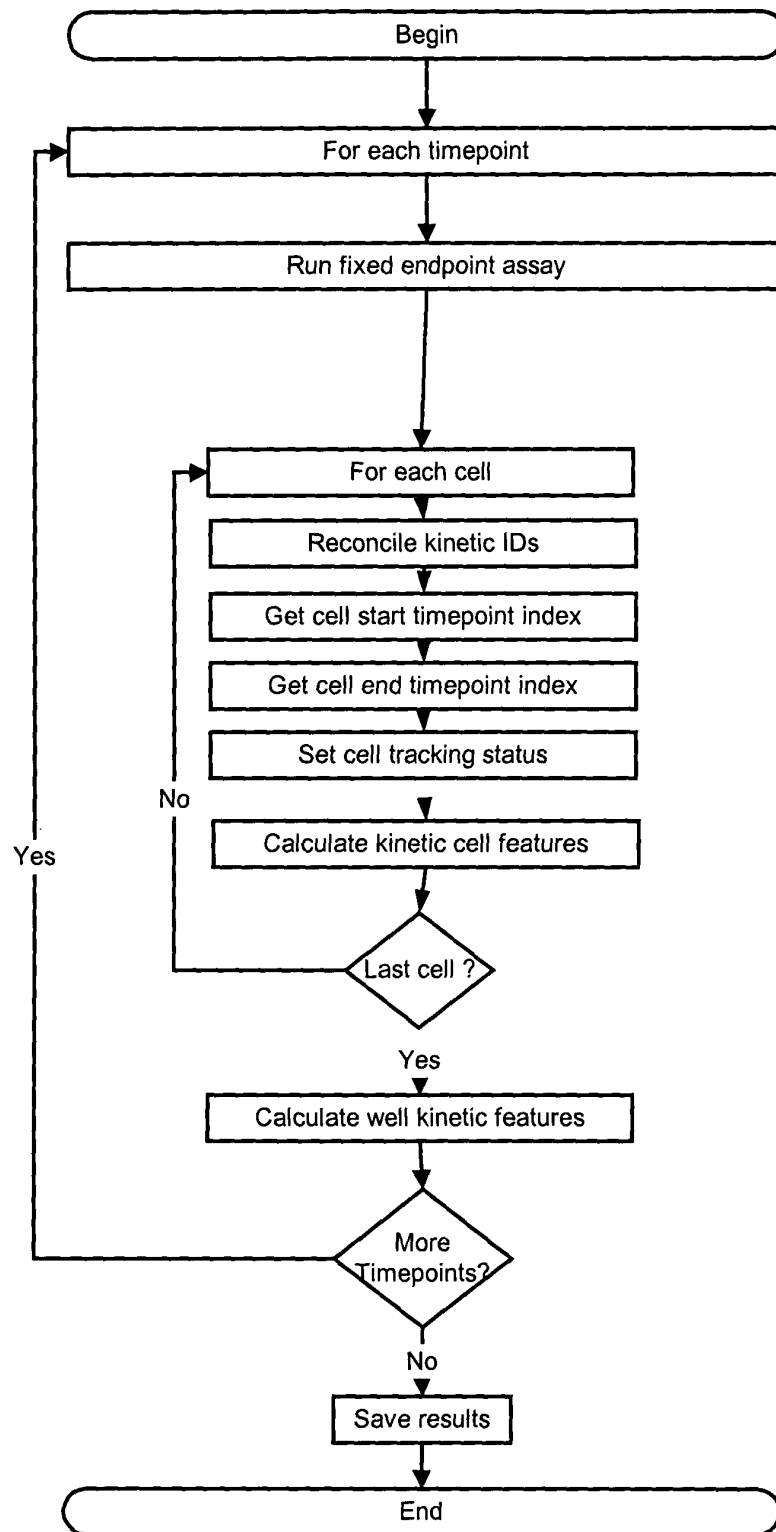 Begin
For each timepoint
Run fixed endpoint assay
For each cell
Reconcile kinetic IDs
Get cell start timepoint index
Get cell end timepoint index
Set cell tracking status
No
Calculate kinetic cell features
Yes
Last cell ?
Yes
Calculate well kinetic features
More
Timepoints?
No
Save results
End